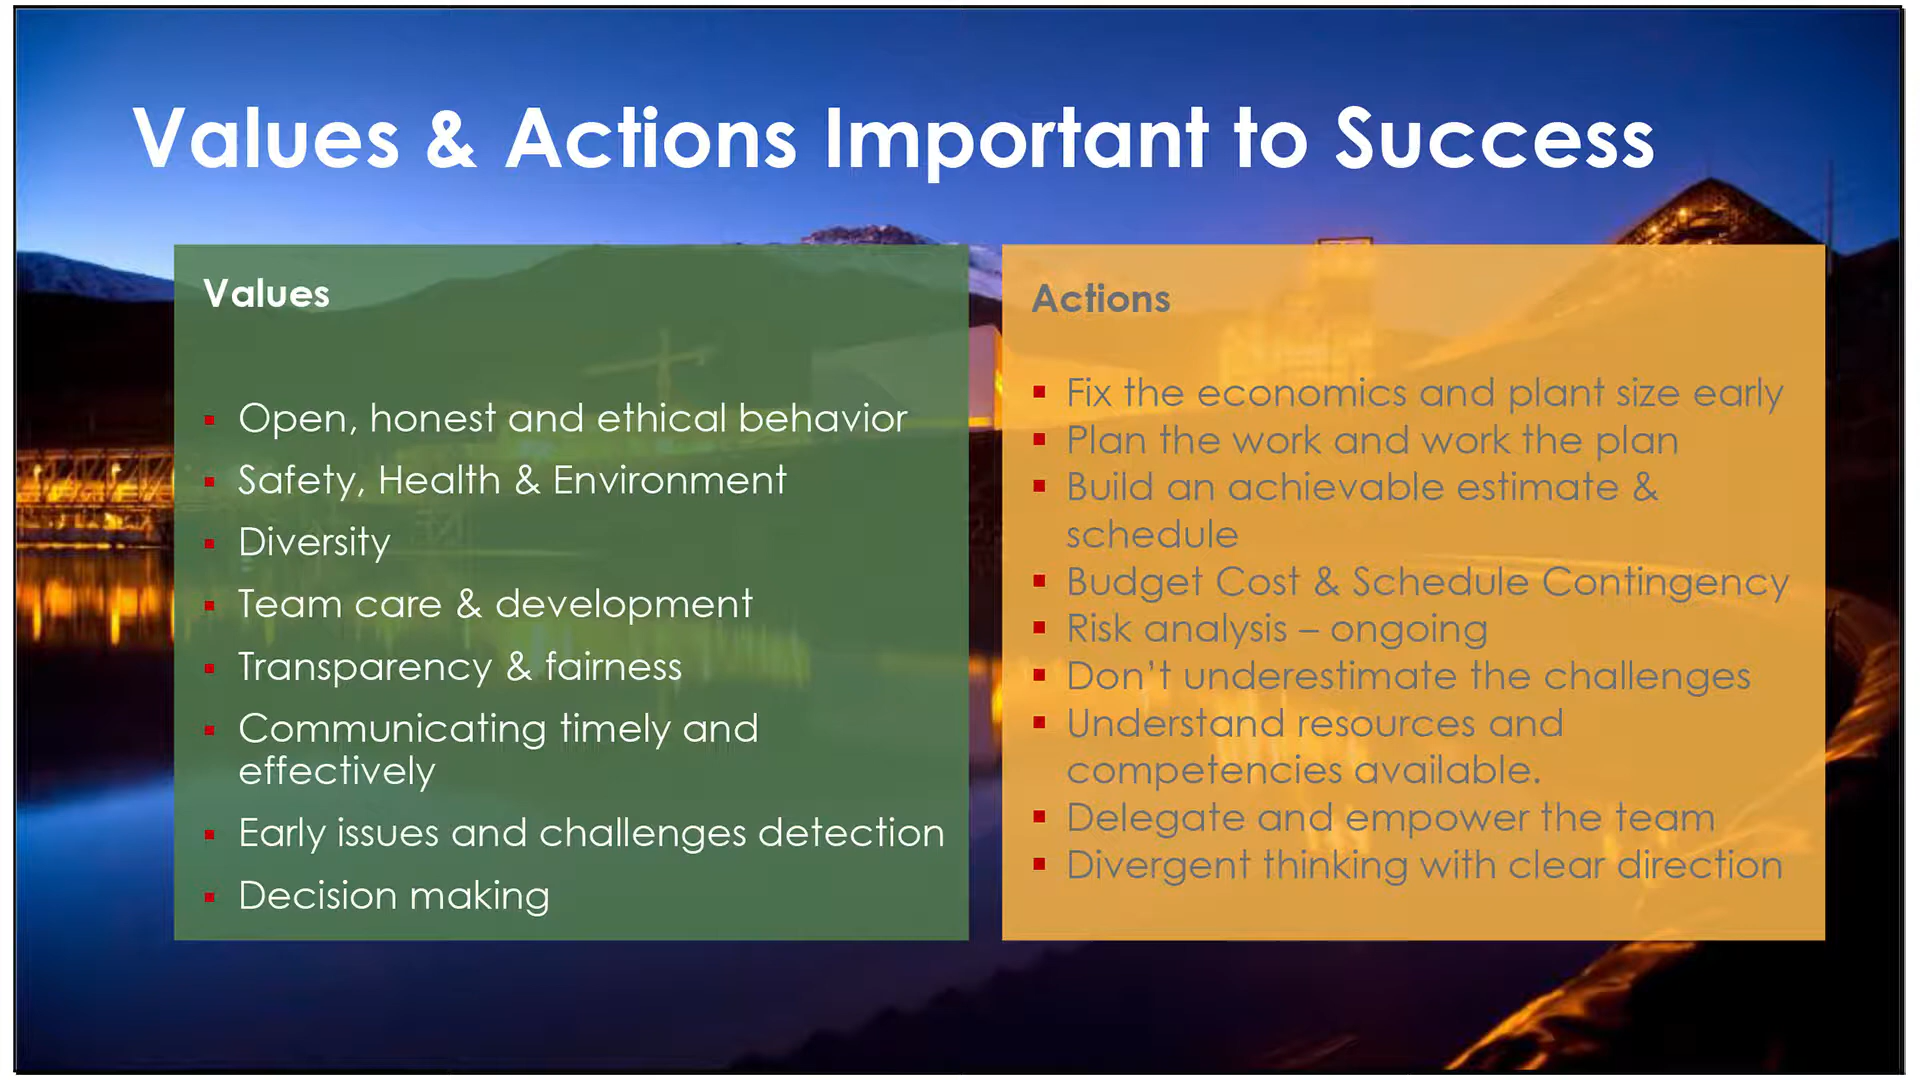 Values & Actions Important to Success
Values
Open, honest and ethical behavior
Safety, Health & Environment
Diversity
Team care & development
Transparency & fairness
Communicating timely and
effectively
Early issues and challenges detection
Decision making
Actions
Fix the economics and plant size early
Plan the work and work the plan
Build an achievable estimate &
schedule
Budget Cost & Schedule Contingency
Risk analysis – ongoing
Don’t underestimate the challenges
Understand resources and
competencies available.
Delegate and empower the team
Divergent thinking with clear direction